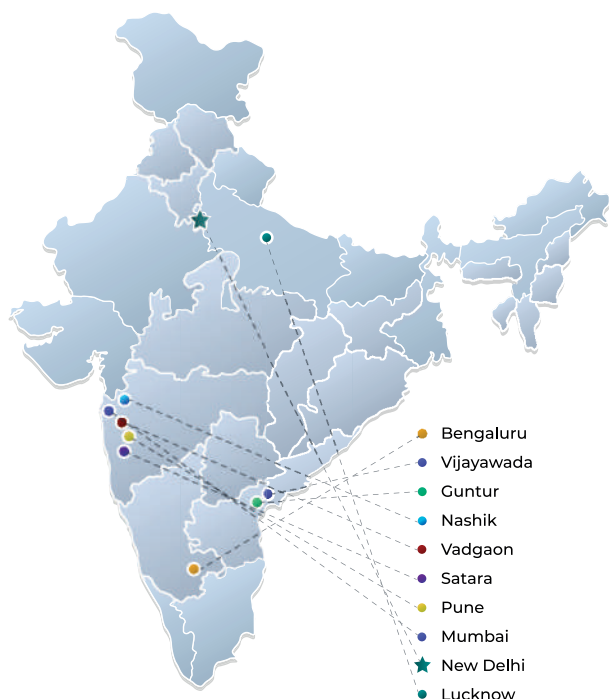 Bengaluru
Vijayawada
Guntur
Nashik
Vadgaon
Satara
Pune
Mumbai
New Delhi
Lucknow